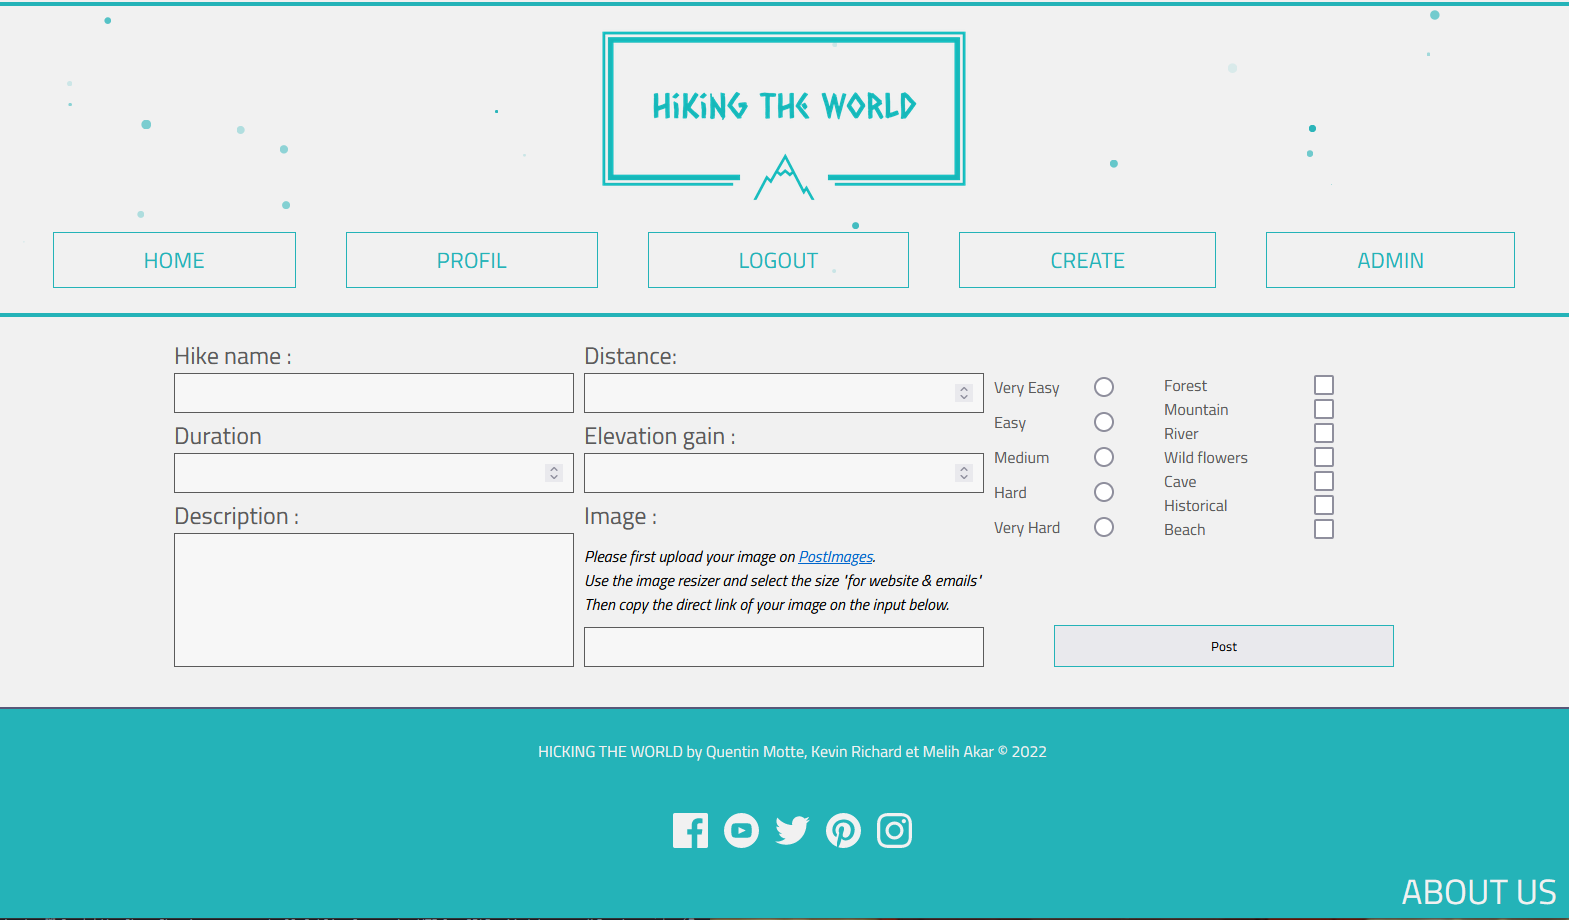 HiKiNG THE WORLD
HOME
PROFIL
LOGOUT
CREATE
ADMIN
Hike name :
Distance:
Duration
Elevation gain :
Description :
Image :
Please first upload your image on PostImages.
Use the image resizer and select the size 'for website & emails'
Then copy the direct link of your image on the input below.
Very Easy
Easy
Medium
Hard
Very Hard
Forest
Mountain
River
Wild flowers
Cave
Historical
Beach
Post
HICKING THE WORLD by Quentin Motte, Kevin Richard et Melih Akar © 2022
ABOUT US